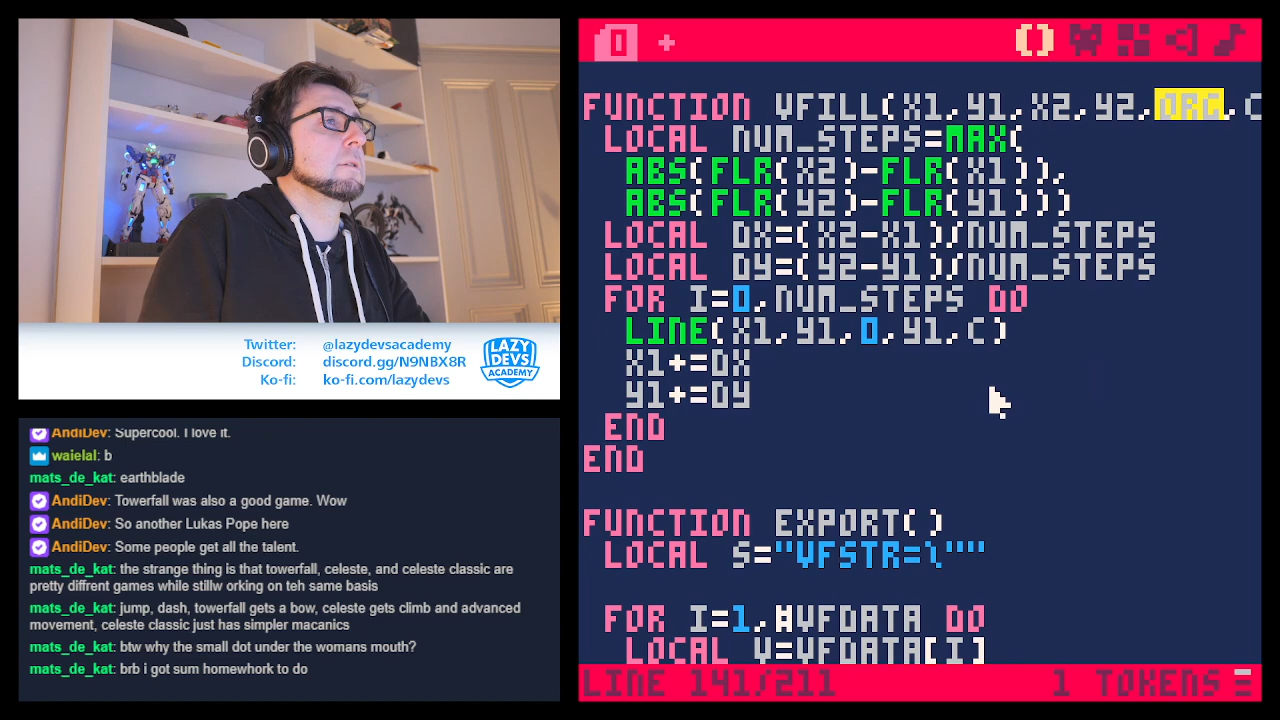 Twitter: @lazydevsacademy
Discord: discord.gg/N9NBX8R
Ko-fi: ko-fi.com/lazydevs
LAZY
DEVS
ACADEMY
AndiDev: Supercool. I love it.
waielal: b
mats_de_kat: earthblade
AndiDev: Towerfall was also a good game. Wow
AndiDev: So another Lukas Pope here
AndiDev: Some people get all the talent.
mats_de_kat: the strange thing is that towerfall, celeste, and celeste classic are
pretty diffrent games while stillw orking on teh same basis
mats_de_kat: jump, dash, towerfall gets a bow, celeste gets climb and advanced
movement, celeste classic just has simpler macanics
mats_de_kat: btw why the small dot under the womans mouth?
mats_de_kat: brb i got sum homewhork to do
0 +
FUNCTION VFILL(X1,Y1,X2,Y2,ORG,C
LOCAL NUM_STEPS=MAX(
ABS(FLR(X2)-FLR(X1)),
ABS(FLR(Y2)-FLR(Y1)))
LOCAL DX=(X2-X1)/NUM_STEPS
LOCAL DY=(Y2-Y1)/NUM_STEPS
FOR I=0,NUM_STEPS DO
LINE(X1,Y1,0,Y1,C)
X1+=DX
Y1+=DY
END
END
FUNCTION EXPORT()
LOCAL S="VFSTR=\""
FOR I=1,#VFDATA DO
LOCAL V=VFDATA[I]
LINE 141/211
1 TOKENS